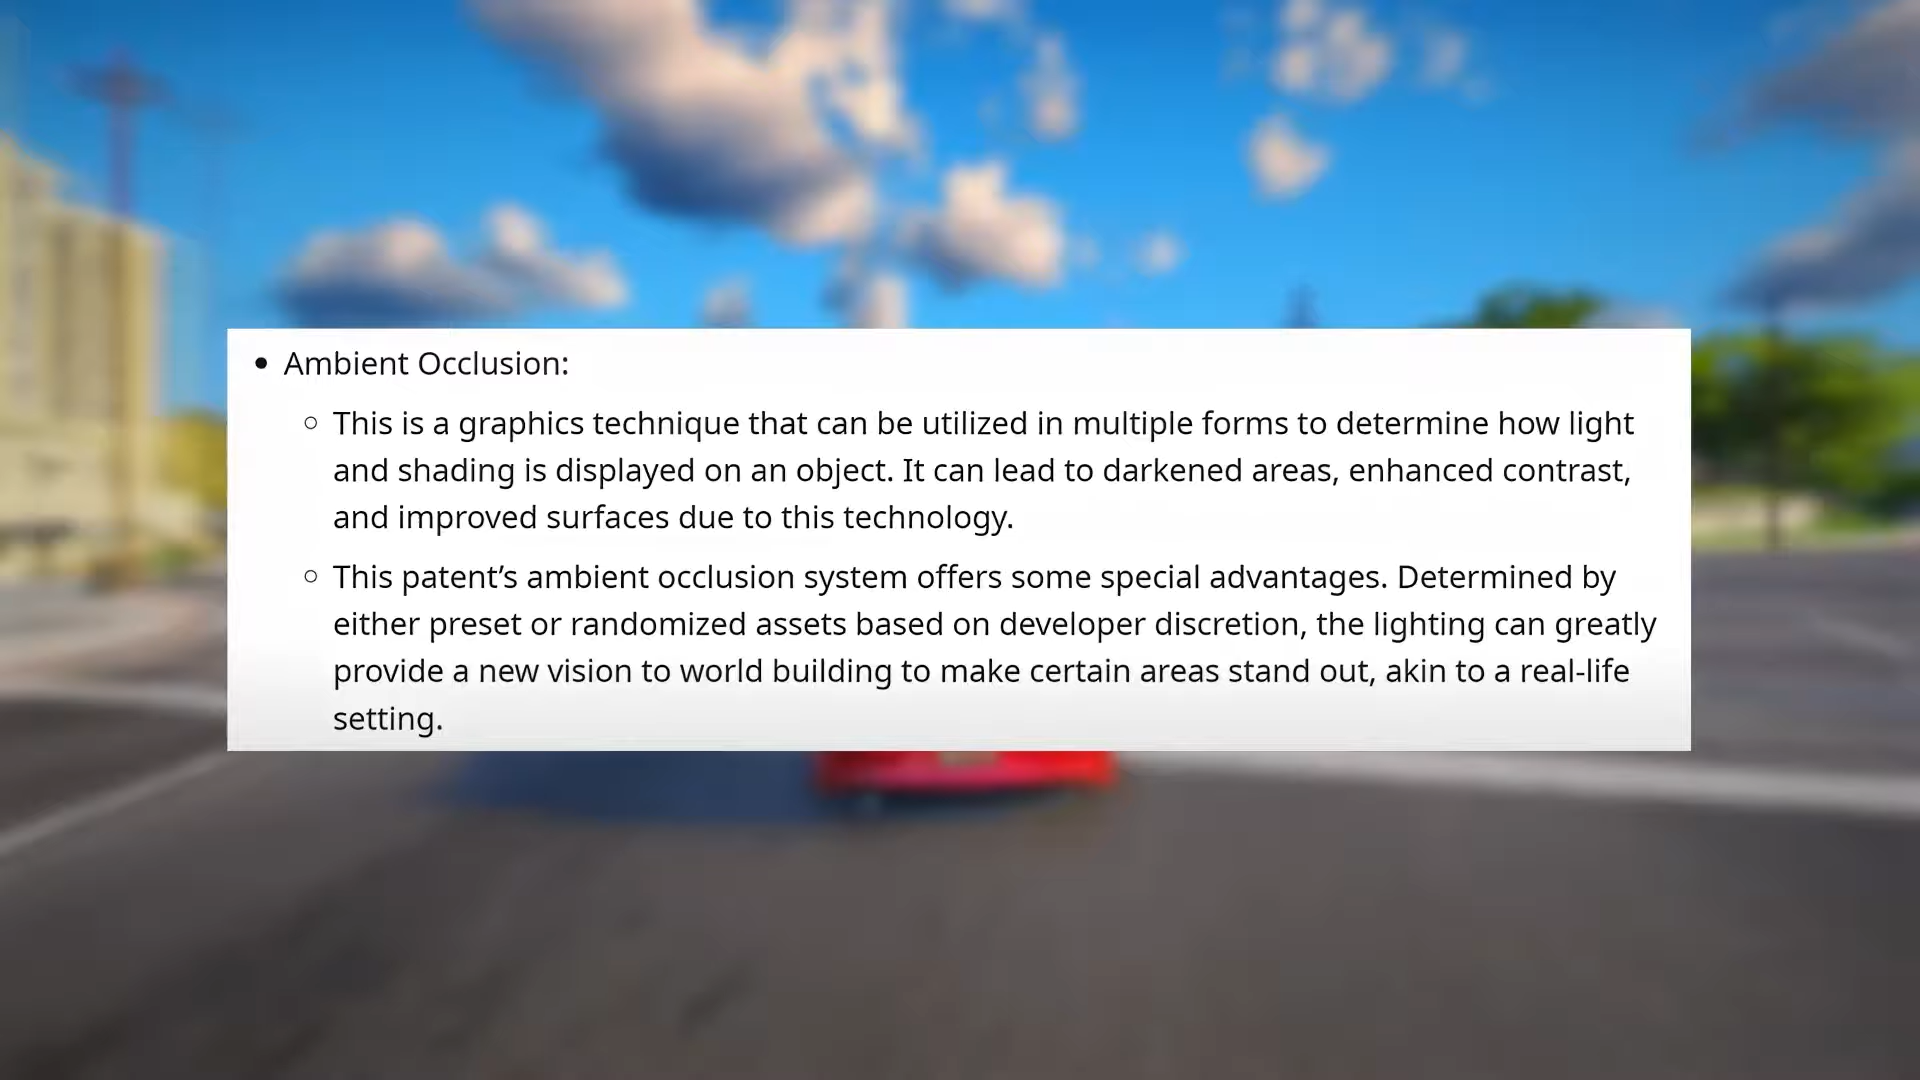 • Ambient Occlusion:
○ This is a graphics technique that can be utilized in multiple forms to determine how light
and shading is displayed on an object. It can lead to darkened areas, enhanced contrast,
and improved surfaces due to this technology.
○ This patent’s ambient occlusion system offers some special advantages. Determined by
either preset or randomized assets based on developer discretion, the lighting can greatly
provide a new vision to world building to make certain areas stand out, akin to a real-life
setting.